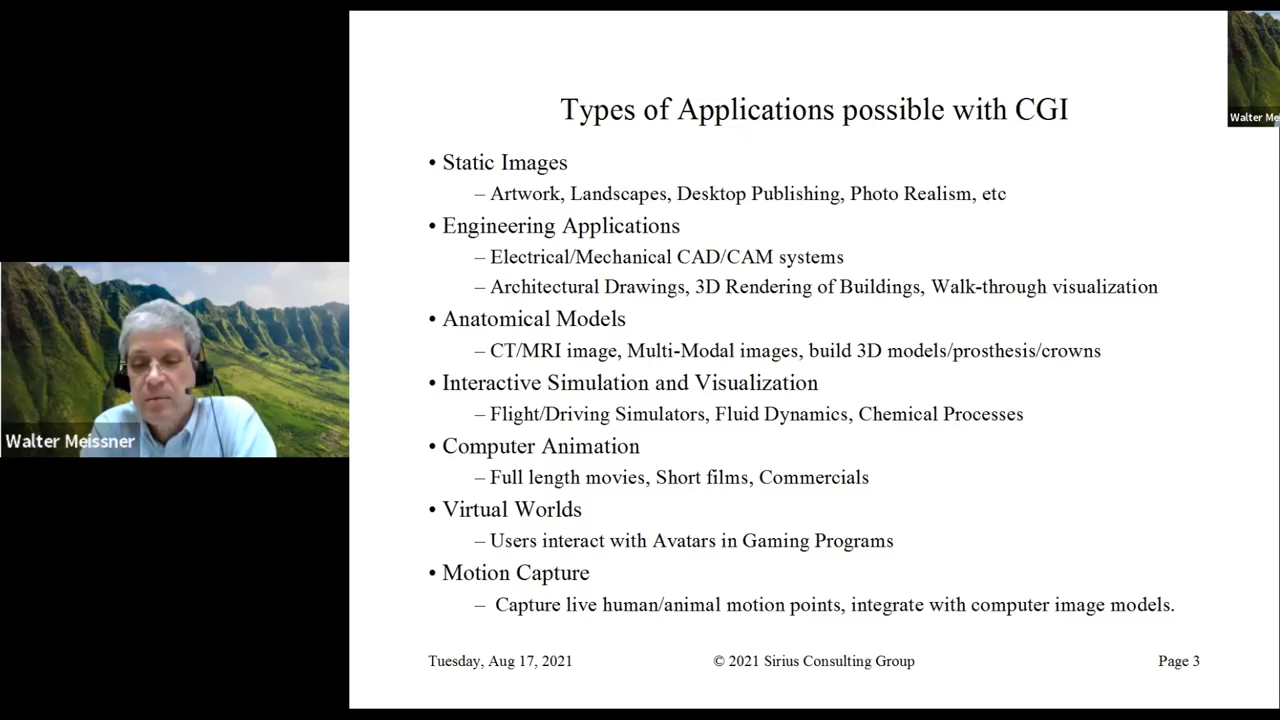 Types of Applications possible with CGI
• Static Images
– Artwork, Landscapes, Desktop Publishing, Photo Realism, etc
• Engineering Applications
– Electrical/Mechanical CAD/CAM systems
– Architectural Drawings, 3D Rendering of Buildings, Walk-through visualization
• Anatomical Models
– CT/MRI image, Multi-Modal images, build 3D models/prosthesis/crowns
• Interactive Simulation and Visualization
– Flight/Driving Simulators, Fluid Dynamics, Chemical Processes
• Computer Animation
– Full length movies, Short films, Commercials
• Virtual Worlds
– Users interact with Avatars in Gaming Programs
• Motion Capture
– Capture live human/animal motion points, integrate with computer image models.
Tuesday, Aug 17, 2021
© 2021 Sirius Consulting Group
Page 3
Walter Meissner
Walter Me